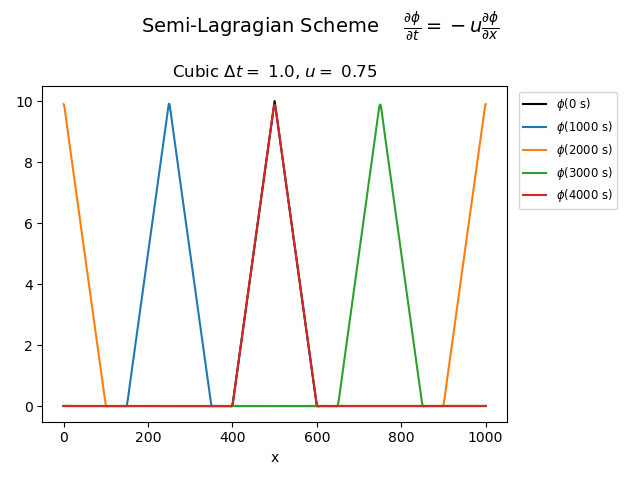 Semi-Lagragian Scheme ∂ϕ/∂t = −u ∂ϕ/∂x
Cubic Δt = 1.0, u = 0.75
10
8
6
4
2
0
0 200 400 600 800 1000
x
ϕ(0 s)
ϕ(1000 s)
ϕ(2000 s)
ϕ(3000 s)
ϕ(4000 s)